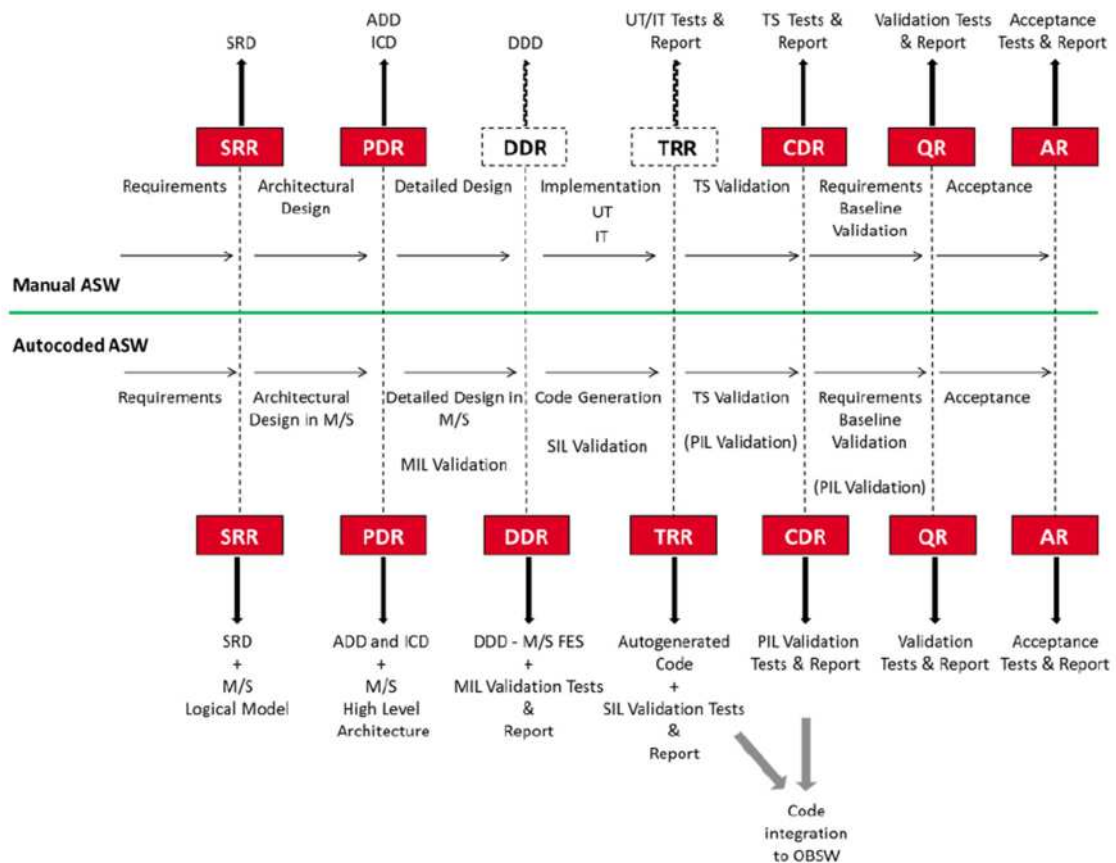 SRD
ADD
ICD
DDD
UT/IT Tests &
Report
TS Tests &
Report
Validation Tests
& Report
Acceptance
Tests & Report
SRR
PDR
DDR
TRR
CDR
QR
AR
Requirements
Architectural
Design
Detailed Design
Implementation
UT
IT
TS Validation
Requirements
Baseline
Validation
Acceptance
Manual ASW
Autocoded ASW
Requirements
Architectural
Design in M/S
Detailed Design in
M/S
MIL Validation
Code Generation
SIL Validation
TS Validation
(PIL Validation)
Requirements
Baseline
Validation
(PIL Validation)
Acceptance
SRR
PDR
DDR
TRR
CDR
QR
AR
SRD
+
M/S
Logical Model
ADD and ICD
+
M/S
High Level
Architecture
DDD - M/S FES
+
MIL Validation Tests
&
Report
Autogenerated
Code
+
SIL Validation Tests
&
Report
PIL Validation
Tests & Report
Validation
Tests & Report
Acceptance
Tests & Report
Code
integration
to OBSW